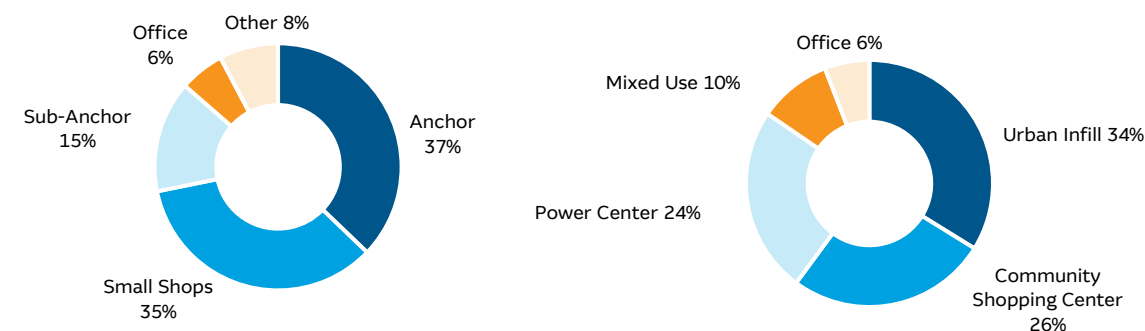 Other 8%
Office
6%
Sub-Anchor
15%
Anchor
37%
Small Shops
35%
Office 6%
Mixed Use 10%
Urban Infill 34%
Power Center 24%
Community
Shopping Center
26%